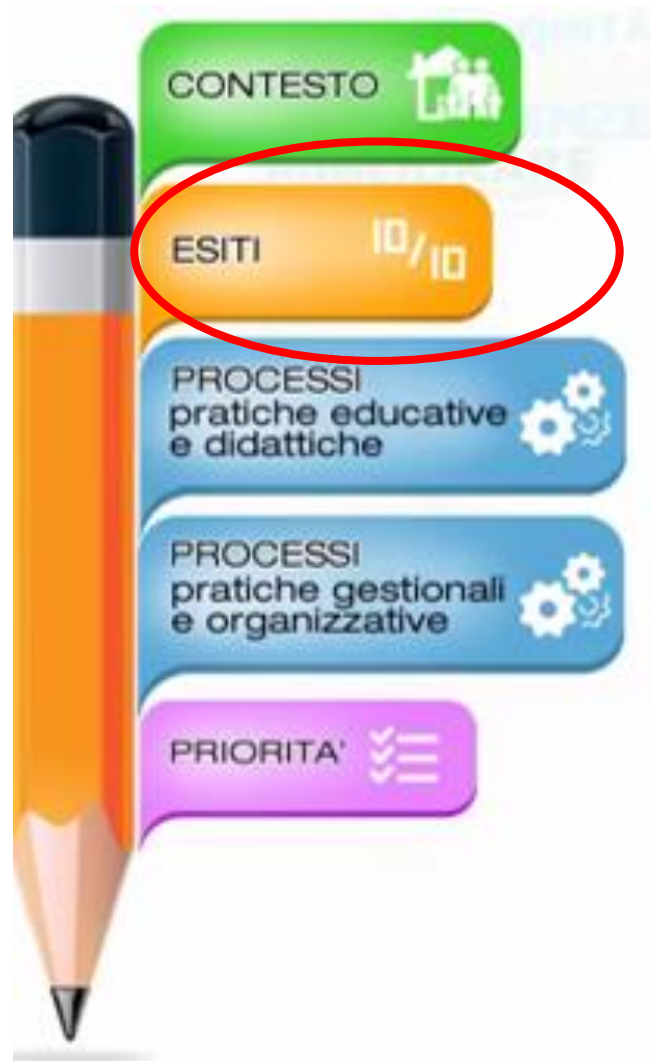 CONTESTO
ESITI 10/10
PROCESSI
pratiche educative
e didattiche
PROCESSI
pratiche gestionali
e organizzative
PRIORITA'